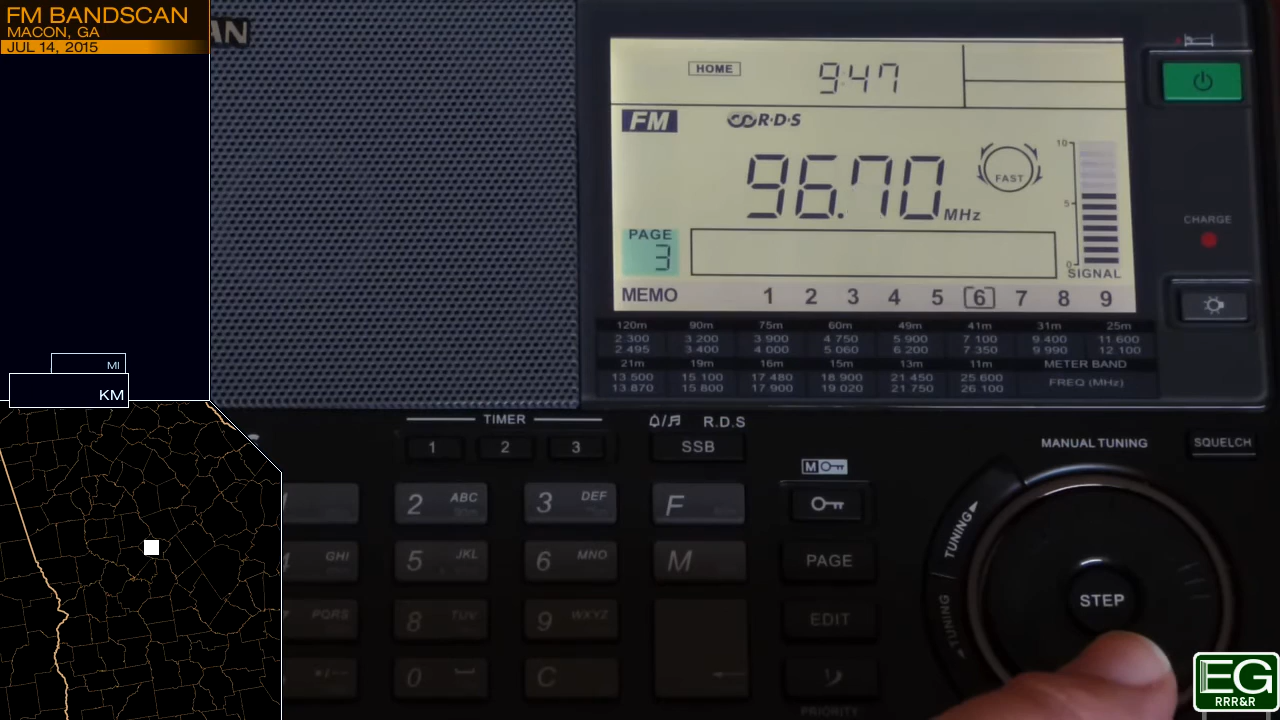 FM BANDSCAN
MACON, GA
JUL 14, 2015
AN
HOME 9:47
FM R·D·S
96.70 MHz
FAST
10
5
0
SIGNAL
PAGE
3
MEMO 1 2 3 4 5 [6] 7 8 9
CHARGE
120m 90m 75m 60m 49m 41m 31m 25m
2.300 3.200 3.900 4.750 5.900 7.100 9.400 11.600
2.495 3.400 4.000 5.060 6.200 7.350 9.990 12.100
21m 19m 16m 15m 13m 11m METER BAND
13.500 15.100 17.480 18.900 21.450 25.600 FREQ (MHz)
13.870 15.800 17.900 19.020 21.750 26.100
MI
KM
TIMER
1 2 3
R.D.S
SSB
MANUAL TUNING
SQUELCH
M
2 ABC 3 DEF F
4 GHI 5 JKL 6 MNO M
PAGE
TUNING
TUNING
STEP
PQRS 8 TUV 9 WXYZ
EDIT
0 C
PRIORITY
EG
RRR&R